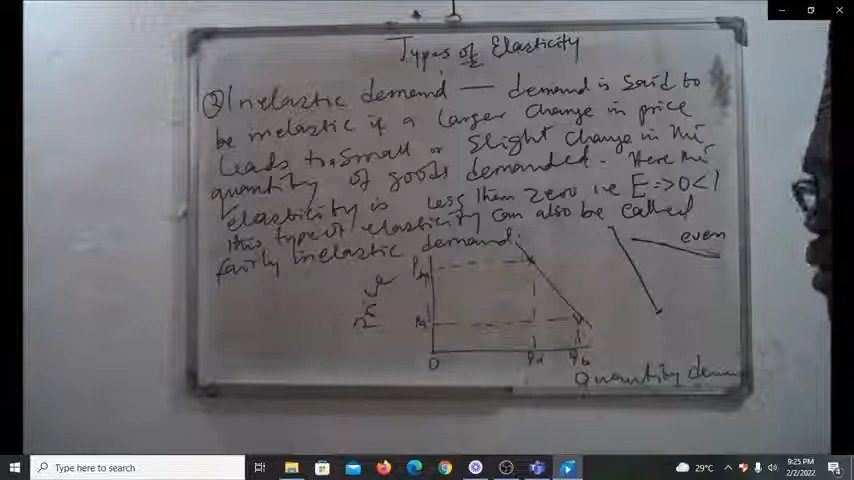 Types of Elasticity
② Inelastic demand — demand is said to
be inelastic if a larger change in price
leads to a small or slight change in the
quantity of goods demanded. Here the
elasticity is less than zero i.e E=>0<1
this type of elasticity can also be called
fairly inelastic demand.
even
0
Quantity deman
Type here to search
29°C
9:25 PM
2/2/2022